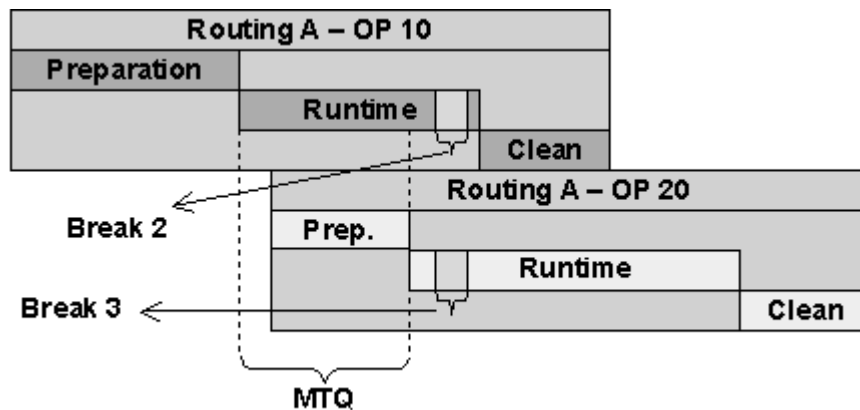 Routing A – OP 10
Preparation
Runtime
Clean
Routing A – OP 20
Break 2
Prep.
Runtime
Break 3
Clean
MTQ